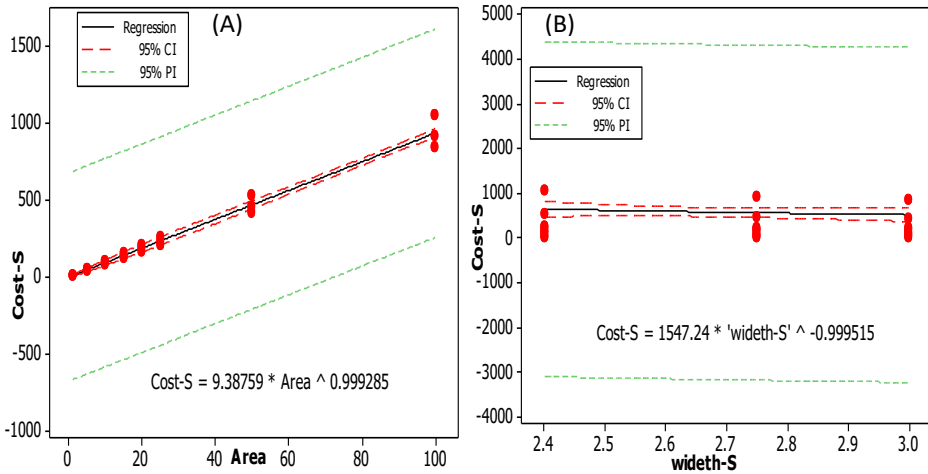 (A)
Regression
95% CI
95% PI
1500
1000
500
0
-500
-1000
Cost-S
Cost-S = 9.38759 * Area ^ 0.999285
0 20 40 60 80 100
Area
(B)
Regression
95% CI
95% PI
5000
4000
3000
2000
1000
0
-1000
-2000
-3000
-4000
Cost-S
Cost-S = 1547.24 * 'wideth-S' ^ -0.999515
2.4 2.5 2.6 2.7 2.8 2.9 3.0
wideth-S